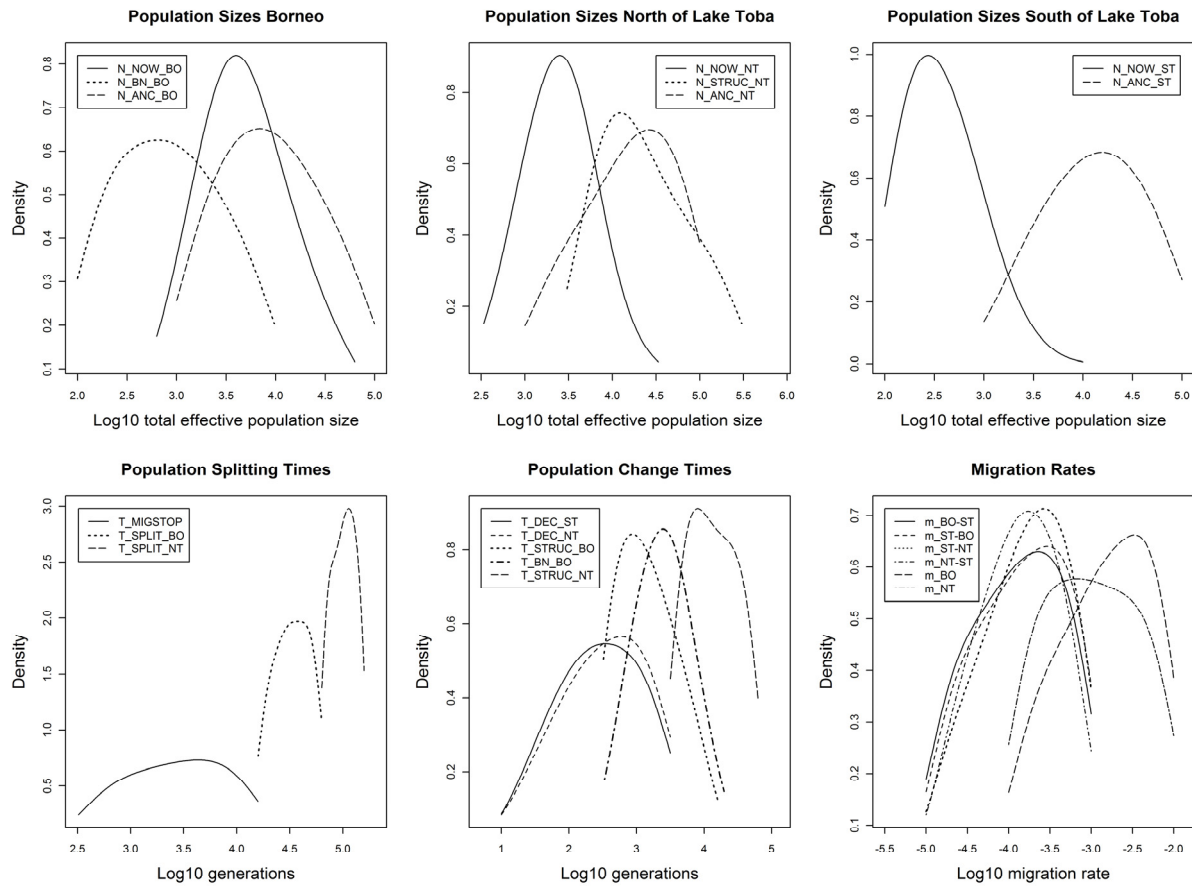 Population Sizes Borneo
Density
0.1 0.2 0.3 0.4 0.5 0.6 0.7 0.8
N_NOW_BO
N_BN_BO
N_ANC_BO
2.0 2.5 3.0 3.5 4.0 4.5 5.0
Log10 total effective population size
Population Sizes North of Lake Toba
Density
0.2 0.4 0.6 0.8
N_NOW_NT
N_STRUC_NT
N_ANC_NT
2.5 3.0 3.5 4.0 4.5 5.0 5.5 6.0
Log10 total effective population size
Population Sizes South of Lake Toba
Density
0.0 0.2 0.4 0.6 0.8 1.0
N_NOW_ST
N_ANC_ST
2.0 2.5 3.0 3.5 4.0 4.5 5.0
Log10 total effective population size
Population Splitting Times
Density
0.5 1.0 1.5 2.0 2.5 3.0
T_MIGSTOP
T_SPLIT_BO
T_SPLIT_NT
2.5 3.0 3.5 4.0 4.5 5.0
Log10 generations
Population Change Times
Density
0.2 0.4 0.6 0.8
T_DEC_ST
T_DEC_NT
T_STRUC_BO
T_BN_BO
T_STRUC_NT
1 2 3 4 5
Log10 generations
Migration Rates
Density
0.1 0.2 0.3 0.4 0.5 0.6 0.7
m_BO-ST
m_ST-BO
m_ST-NT
m_NT-ST
m_BO
m_NT
-5.5 -5.0 -4.5 -4.0 -3.5 -3.0 -2.5 -2.0
Log10 migration rate